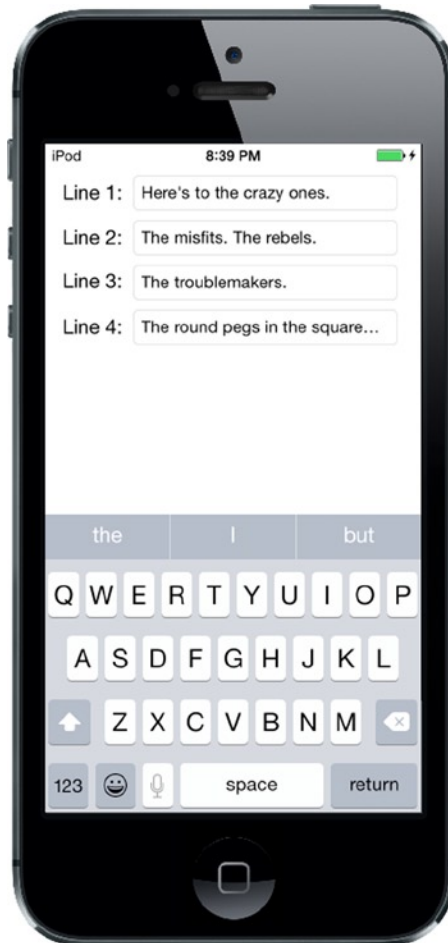 iPod 8:39 PM
Line 1: Here's to the crazy ones.
Line 2: The misfits. The rebels.
Line 3: The troublemakers.
Line 4: The round pegs in the square...
the I but
Q W E R T Y U I O P
A S D F G H J K L
Z X C V B N M
123 space return